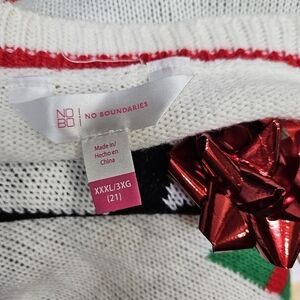 NO
BO
NO BOUNDARIES
Made in/
Hecho en
China
XXXL/3XG
(21)